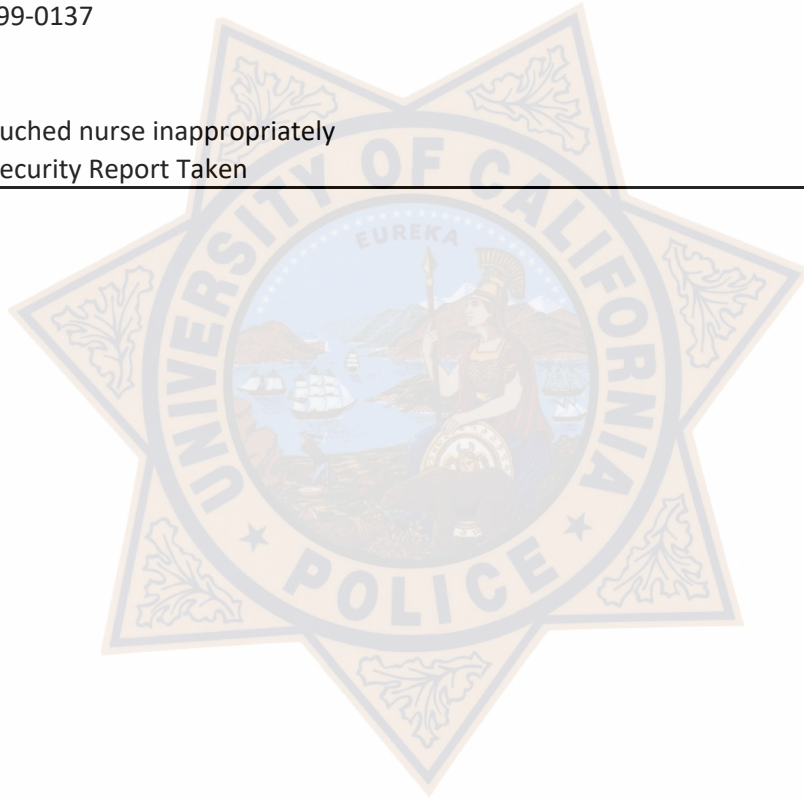 99-0137
uched nurse inappropriately
ecurity Report Taken
UNIVERSITY OF CALIFORNIA
EUREKA
POLICE